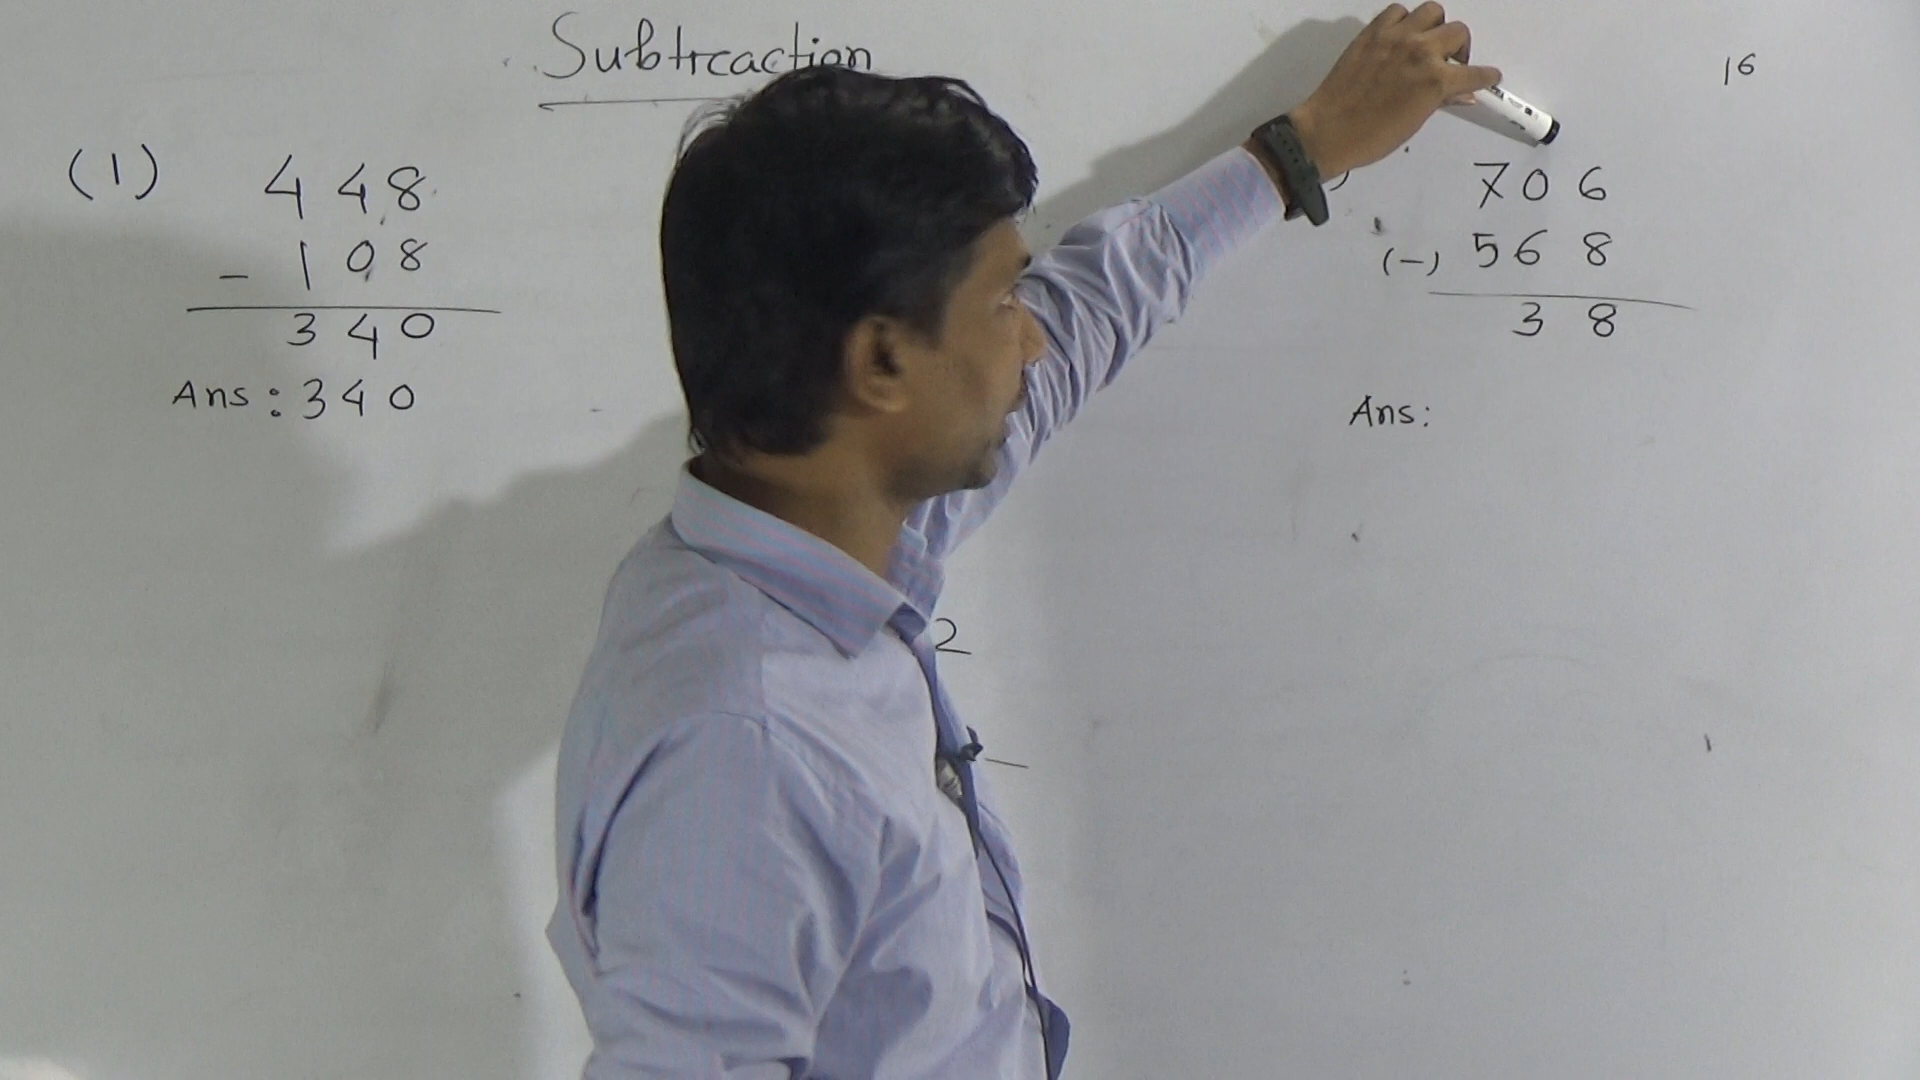 Subtraction
(1) 448
- 108
340
Ans: 340
16
706
(-) 568
38
Ans:
2